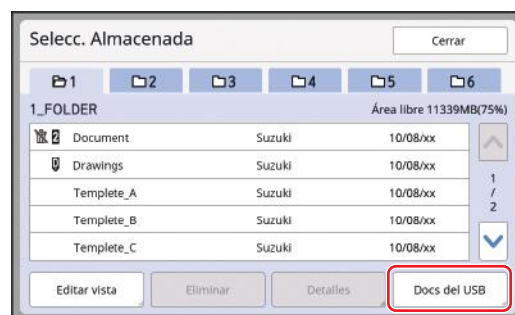 Selecc. Almacenada
Cerrar
1 2 3 4 5 6
1_FOLDER Área libre 11339MB(75%)
2 Document Suzuki 10/08/xx
Drawings Suzuki 10/08/xx
Templete_A Suzuki 10/08/xx
Templete_B Suzuki 10/08/xx
Templete_C Suzuki 10/08/xx
1
/
2
Editar vista Eliminar Detalles Docs del USB